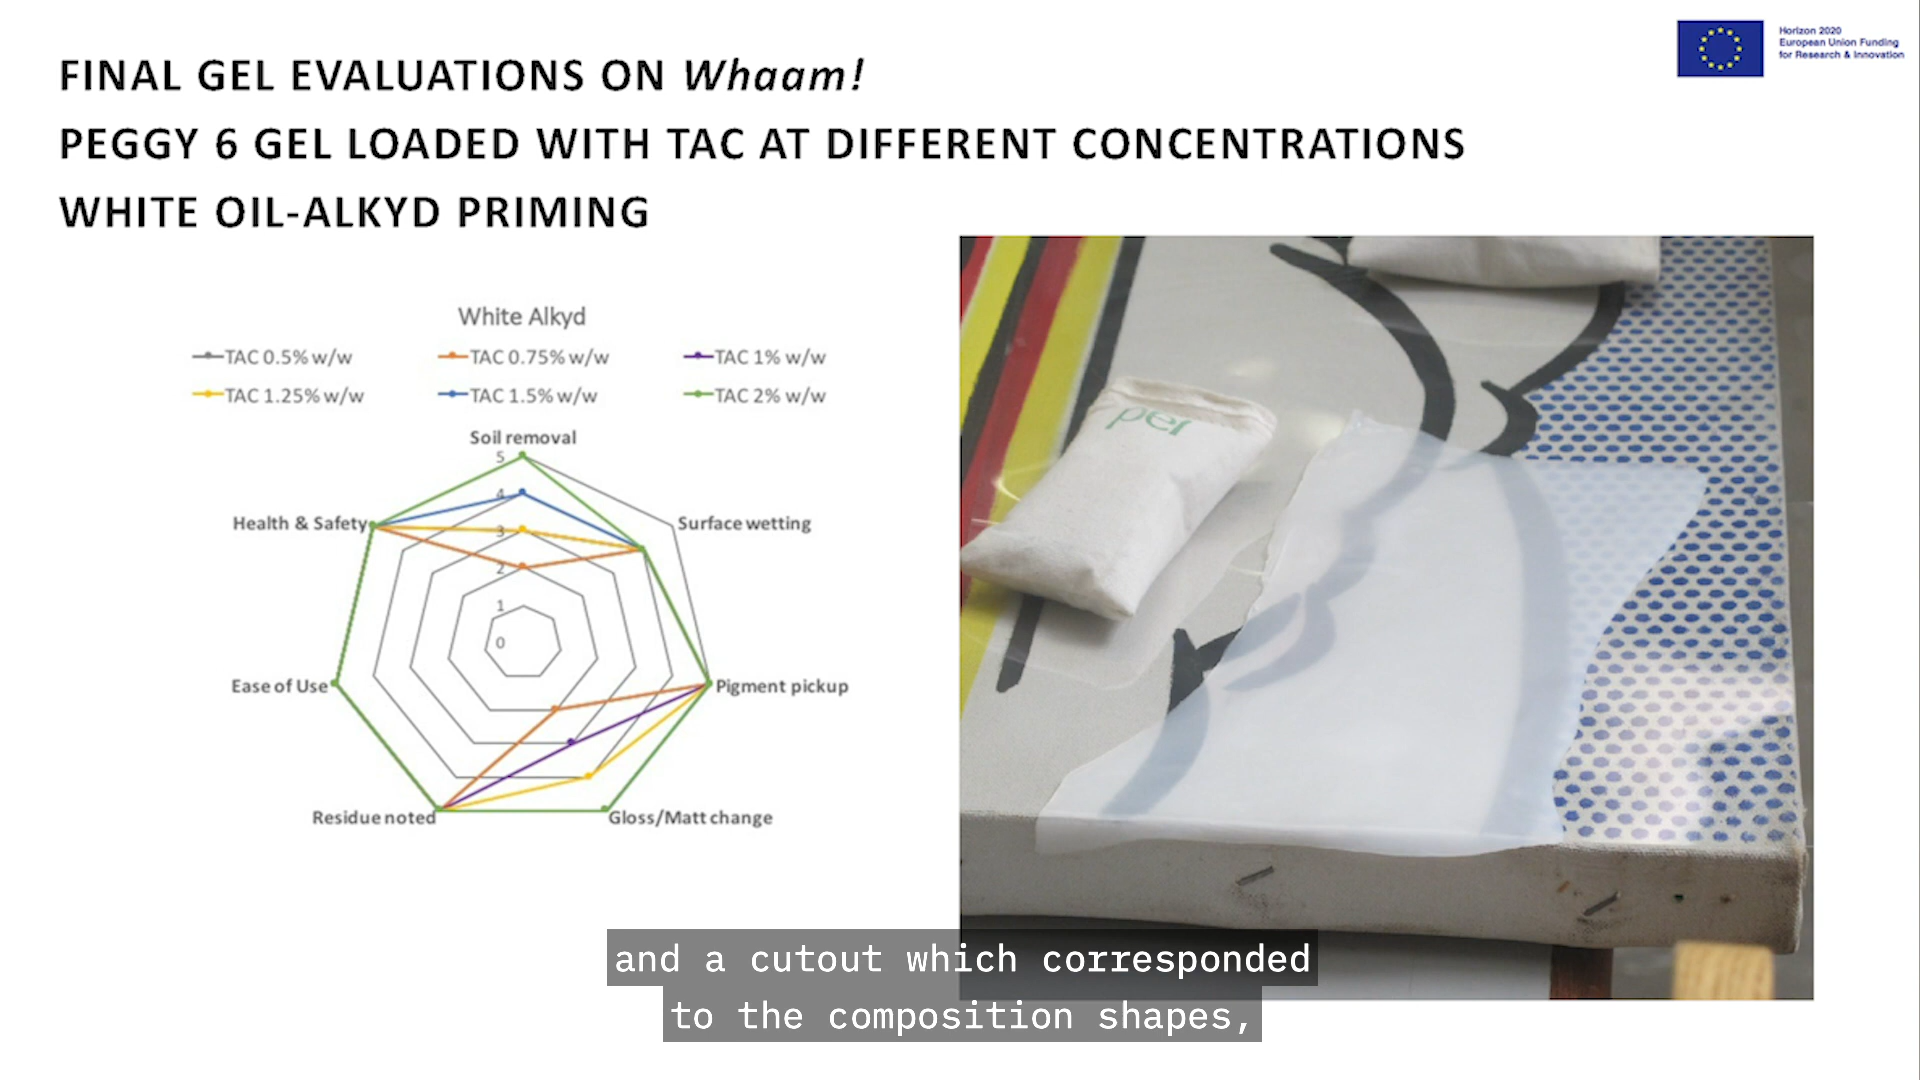 Horizon 2020
European Union Funding
for Research & Innovation
FINAL GEL EVALUATIONS ON Whaam!
PEGGY 6 GEL LOADED WITH TAC AT DIFFERENT CONCENTRATIONS
WHITE OIL-ALKYD PRIMING
White Alkyd
TAC 0.5% w/w
TAC 0.75% w/w
TAC 1% w/w
TAC 1.25% w/w
TAC 1.5% w/w
TAC 2% w/w
Soil removal
5
4
Health & Safety
Surface wetting
3
2
1
0
Ease of Use
Pigment pickup
Residue noted
Gloss/Matt change
per
and a cutout which corresponded
to the composition shapes,